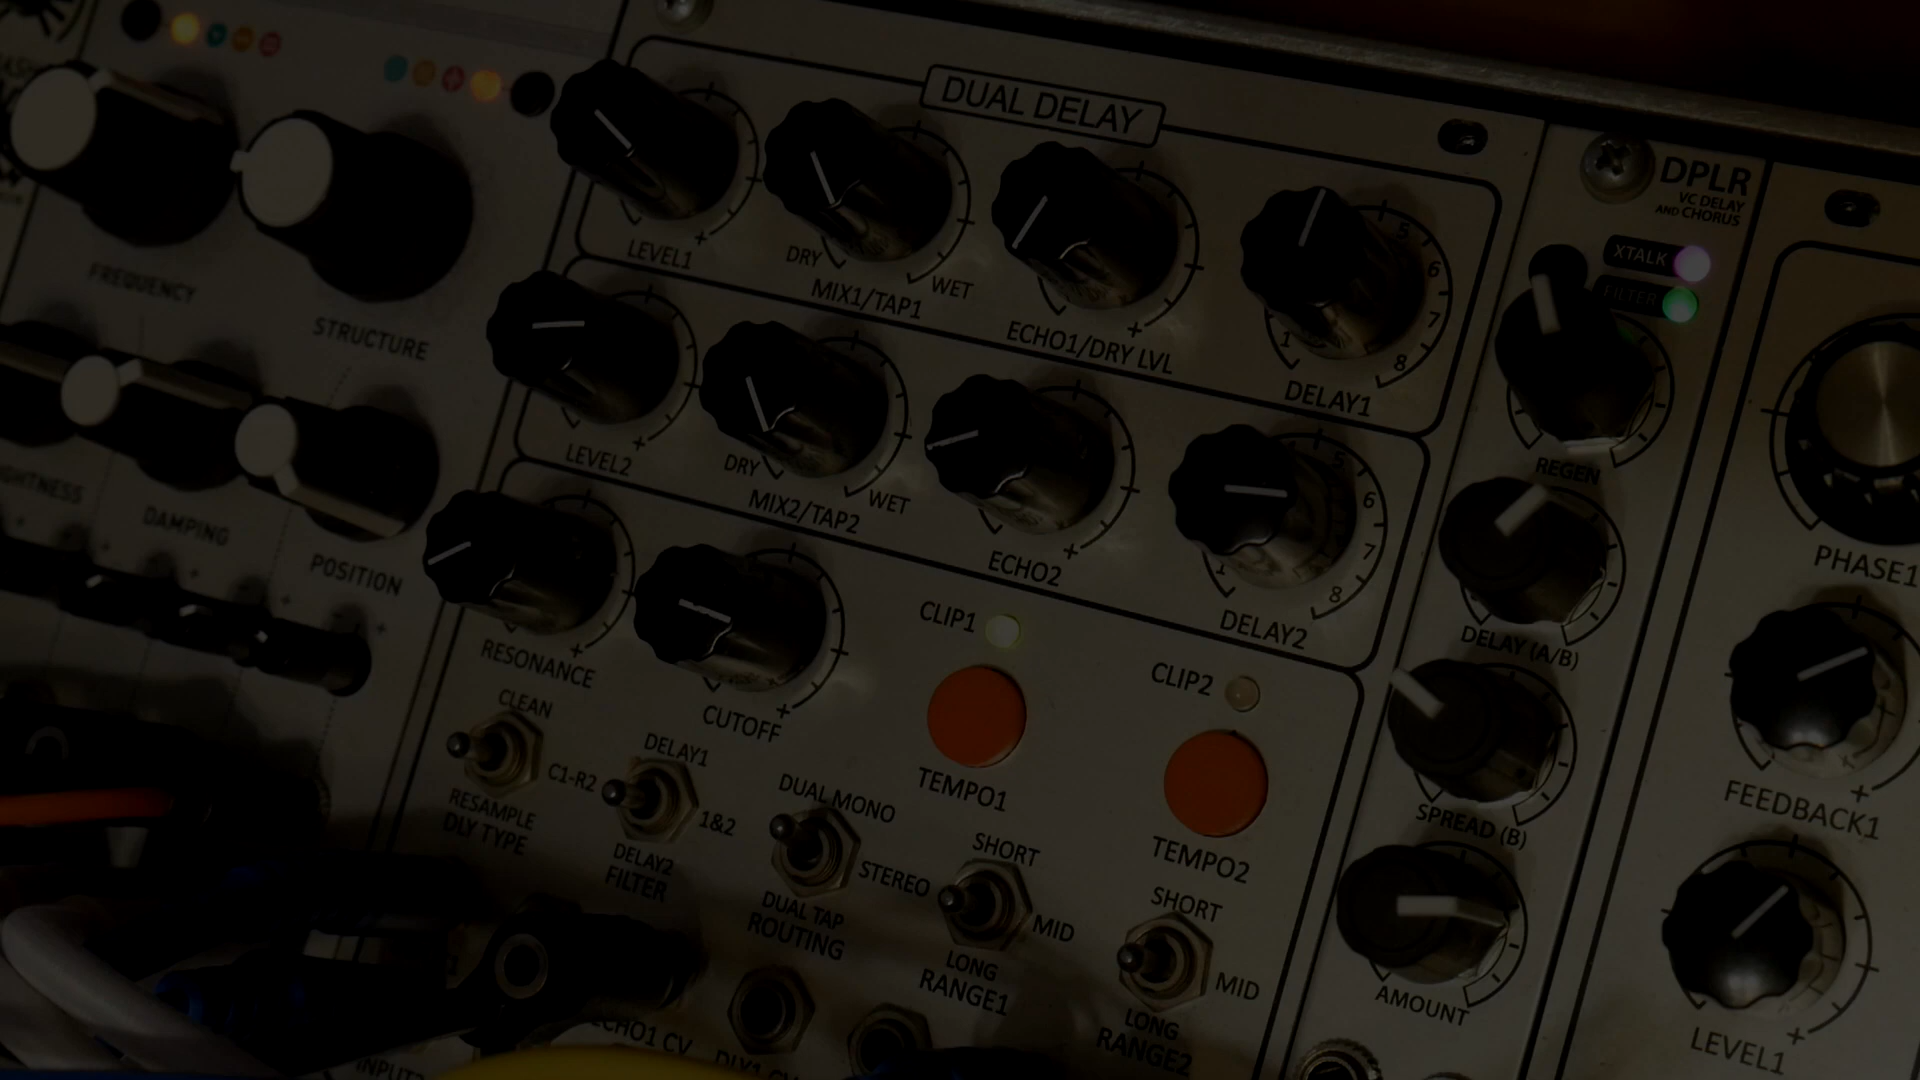 FREQUENCY
STRUCTURE
DAMPING
POSITION
DUAL DELAY
LEVEL1
DRY
WET
MIX1/TAP1
ECHO1/DRY LVL
1
5
6
7
8
DELAY1
LEVEL2
DRY
WET
MIX2/TAP2
ECHO2
1
5
6
7
8
DELAY2
RESONANCE
CUTOFF
CLIP1
CLIP2
TEMPO1
TEMPO2
CLEAN
C1-R2
RESAMPLE
DLY TYPE
DELAY1
1&2
DELAY2
FILTER
DUAL MONO
STEREO
DUAL TAP
ROUTING
SHORT
MID
LONG
RANGE1
SHORT
MID
LONG
RANGE2
ECHO1 CV
DLY1 CV
INPUT2
DPLR
VC DELAY
AND CHORUS
XTALK
FILTER
REGEN
DELAY (A/B)
SPREAD (B)
AMOUNT
PHASE1
FEEDBACK1
LEVEL1